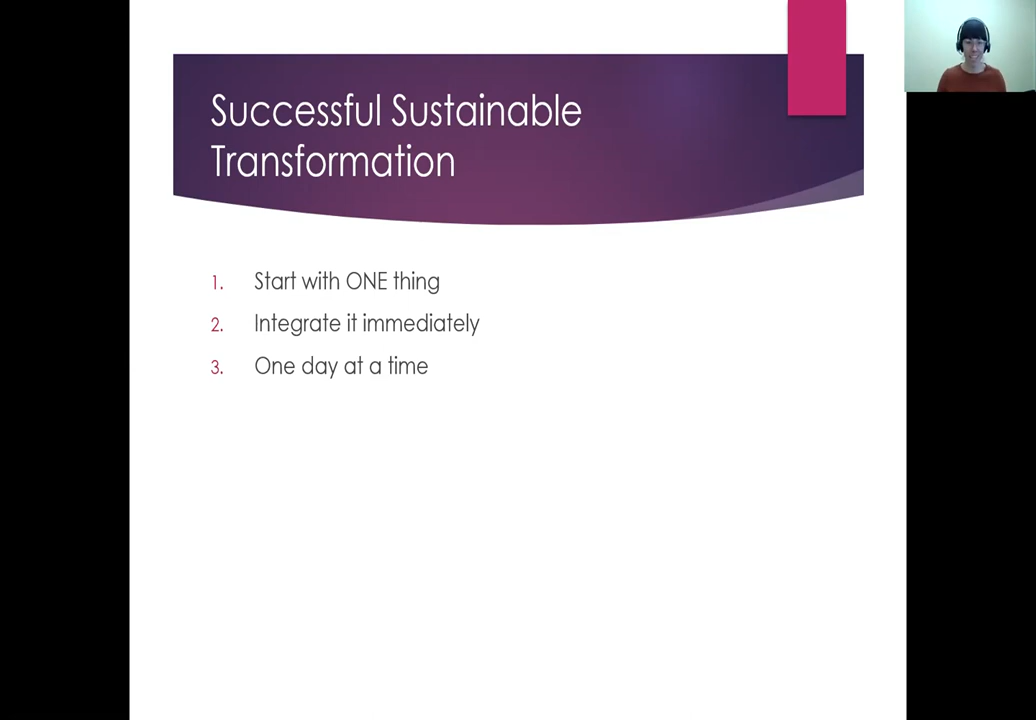 Successful Sustainable
Transformation
1. Start with ONE thing
2. Integrate it immediately
3. One day at a time